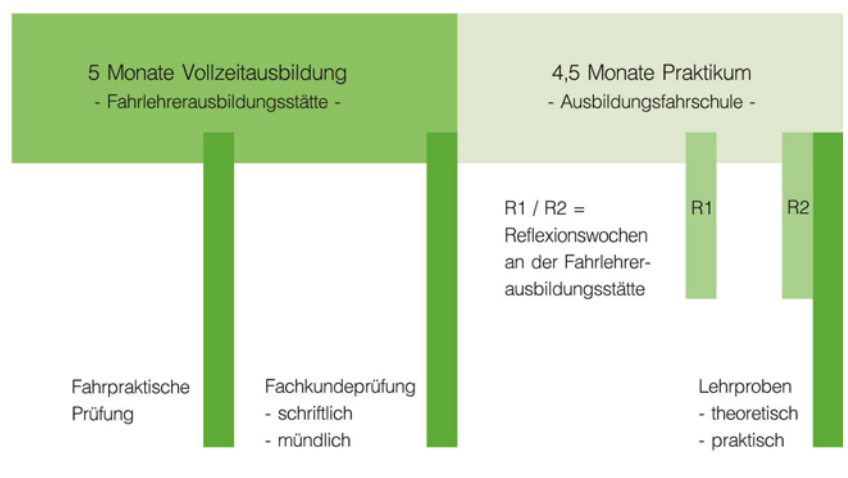 5 Monate Vollzeitausbildung
- Fahrlehrerausbildungsstätte -
4,5 Monate Praktikum
- Ausbildungsfahrschule -
R1 / R2 =
Reflexionswochen
an der Fahrlehrer-
ausbildungsstätte
R1
R2
Fahrpraktische
Prüfung
Fachkundeprüfung
- schriftlich
- mündlich
Lehrproben
- theoretisch
- praktisch